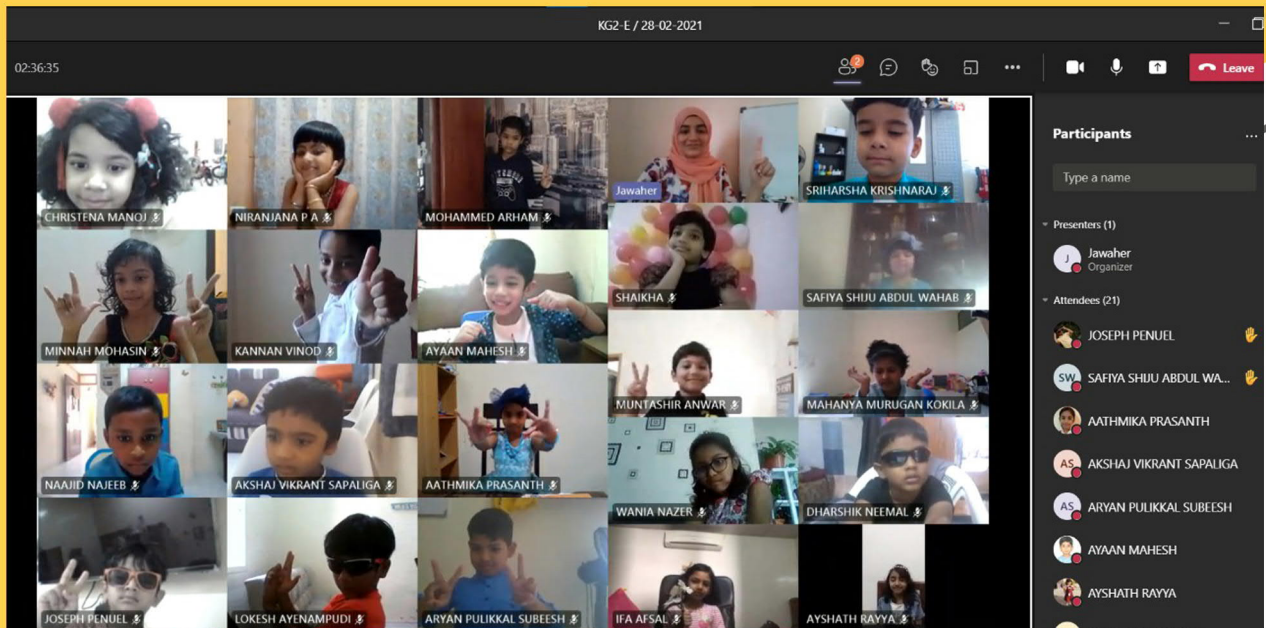 KG2-E / 28-02-2021
02:36:35
2
Leave
CHRISTENA MANOJ
NIRANJANA P A
MOHAMMED ARHAM
Jawaher
SRIHARSHA KRISHNARAJ
MINNAH MOHASIN
KANNAN VINOD
AYAAN MAHESH
SHAIKHA
SAFIYA SHIJU ABDUL WAHAB
MUNTASHIR ANWAR
MAHANYA MURUGAN KOKILA
NAAJID NAJEEB
AKSHAJ VIKRANT SAPALIGA
AATHMIKA PRASANTH
WANIA NAZER
DHARSHIK NEEMAL
JOSEPH PENUEL
LOKESH AYENAMPUDI
ARYAN PULIKKAL SUBEESH
IFA AFSAL
AYSHATH RAYYA
Participants
Type a name
Presenters (1)
J
Jawaher
Organizer
Attendees (21)
JOSEPH PENUEL
SW
SAFIYA SHIJU ABDUL WA...
AATHMIKA PRASANTH
AS
AKSHAJ VIKRANT SAPALIGA
AS
ARYAN PULIKKAL SUBEESH
AYAAN MAHESH
AYSHATH RAYYA